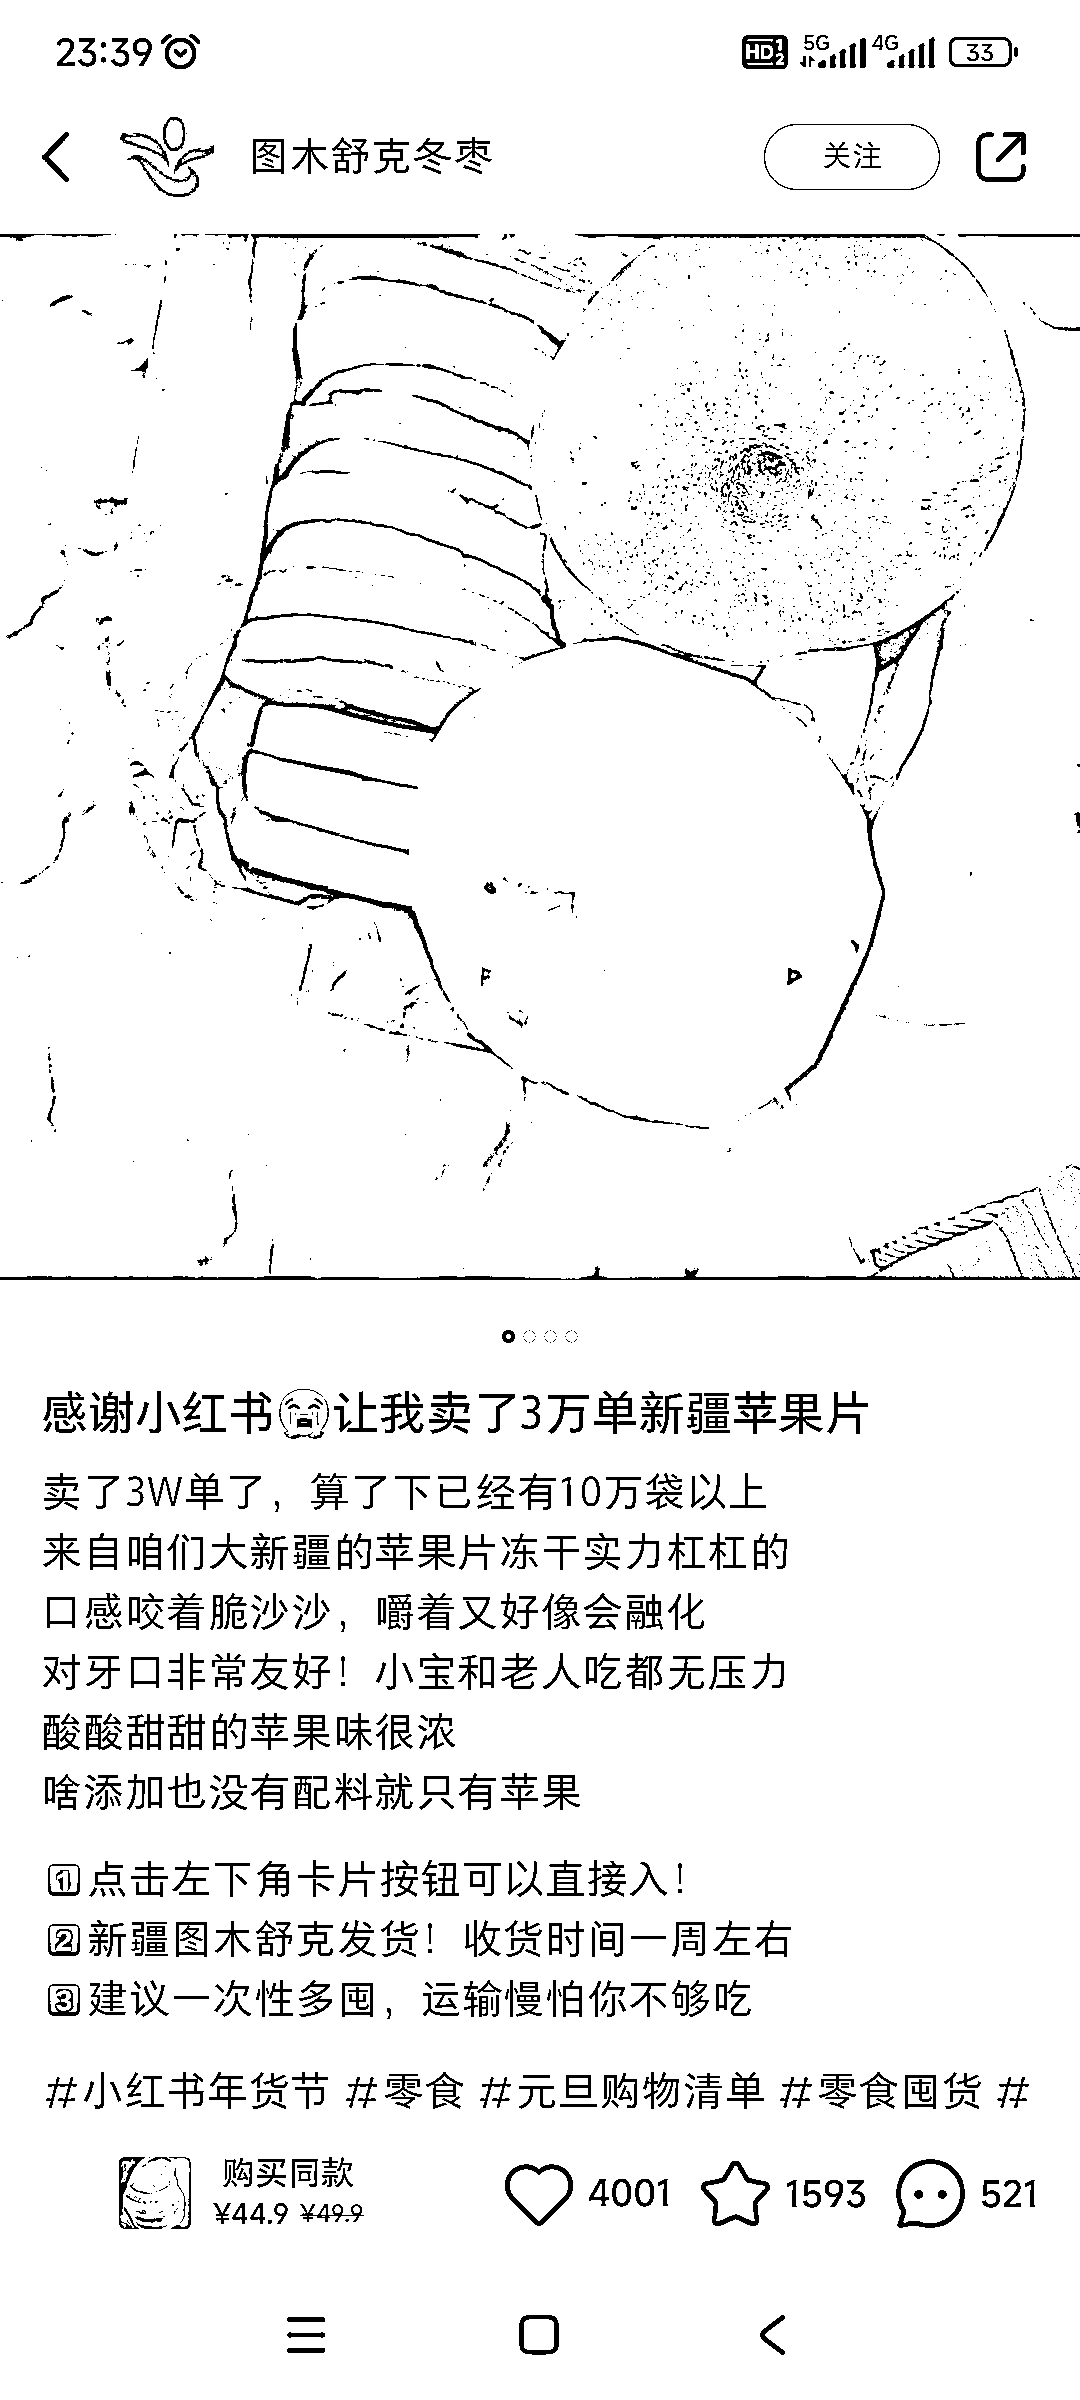 23:39 HD 1 2 5G 4G 33
图木舒克冬枣 关注
感谢小红书😭让我卖了3万单新疆苹果片
卖了3W单了，算了下已经有10万袋以上
来自咱们大新疆的苹果片冻干实力杠杠的
口感咬着脆沙沙，嚼着又好像会融化
对牙口非常友好！小宝和老人吃都无压力
酸酸甜甜的苹果味很浓
啥添加也没有配料就只有苹果
1️⃣点击左下角卡片按钮可以直接入！
2️⃣新疆图木舒克发货！收货时间一周左右
3️⃣建议一次性多囤，运输慢怕你不够吃
#小红书年货节 #零食 #元旦购物清单 #零食囤货 #
购买同款
¥44.9 ¥49.9
4001 1593 521